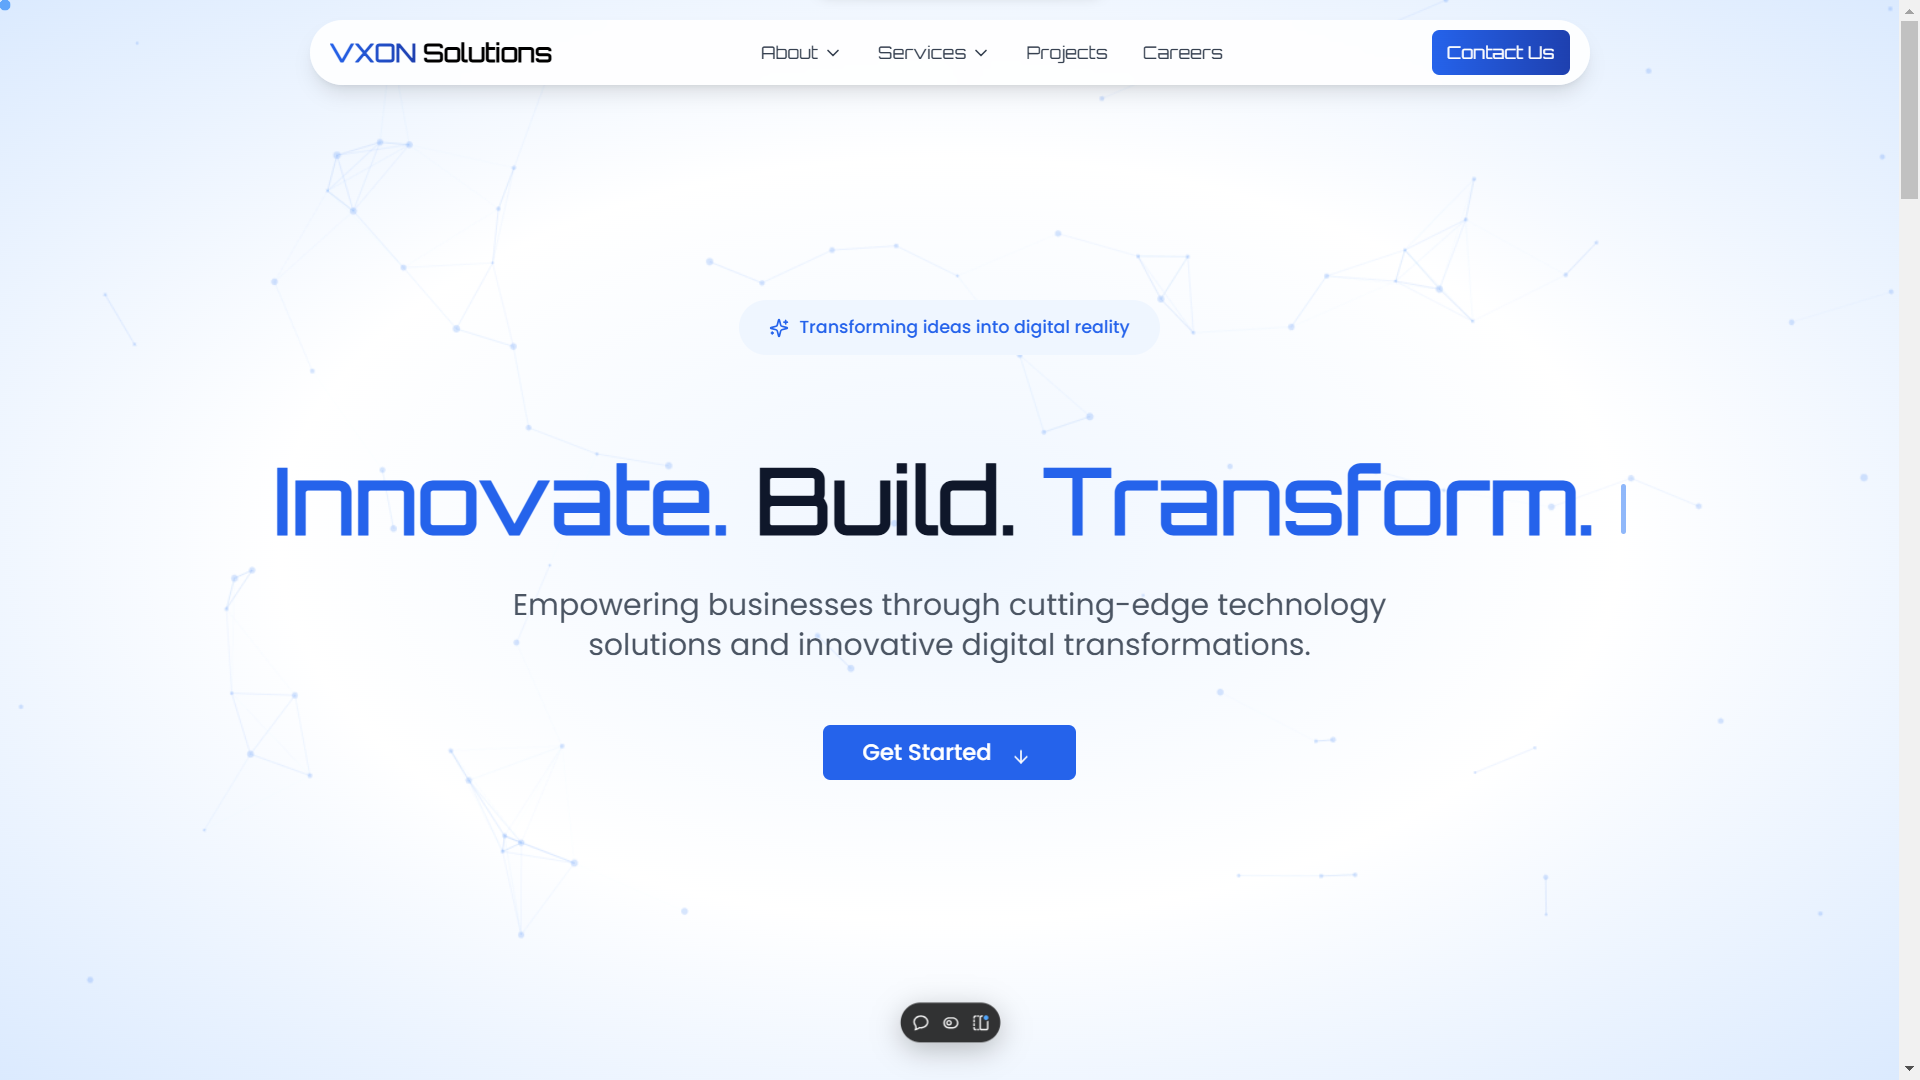 VXON Solutions
About
Services
Projects
Careers
Contact Us
Transforming ideas into digital reality
Innovate. Build. Transform.
Empowering businesses through cutting-edge technology
solutions and innovative digital transformations.
Get Started